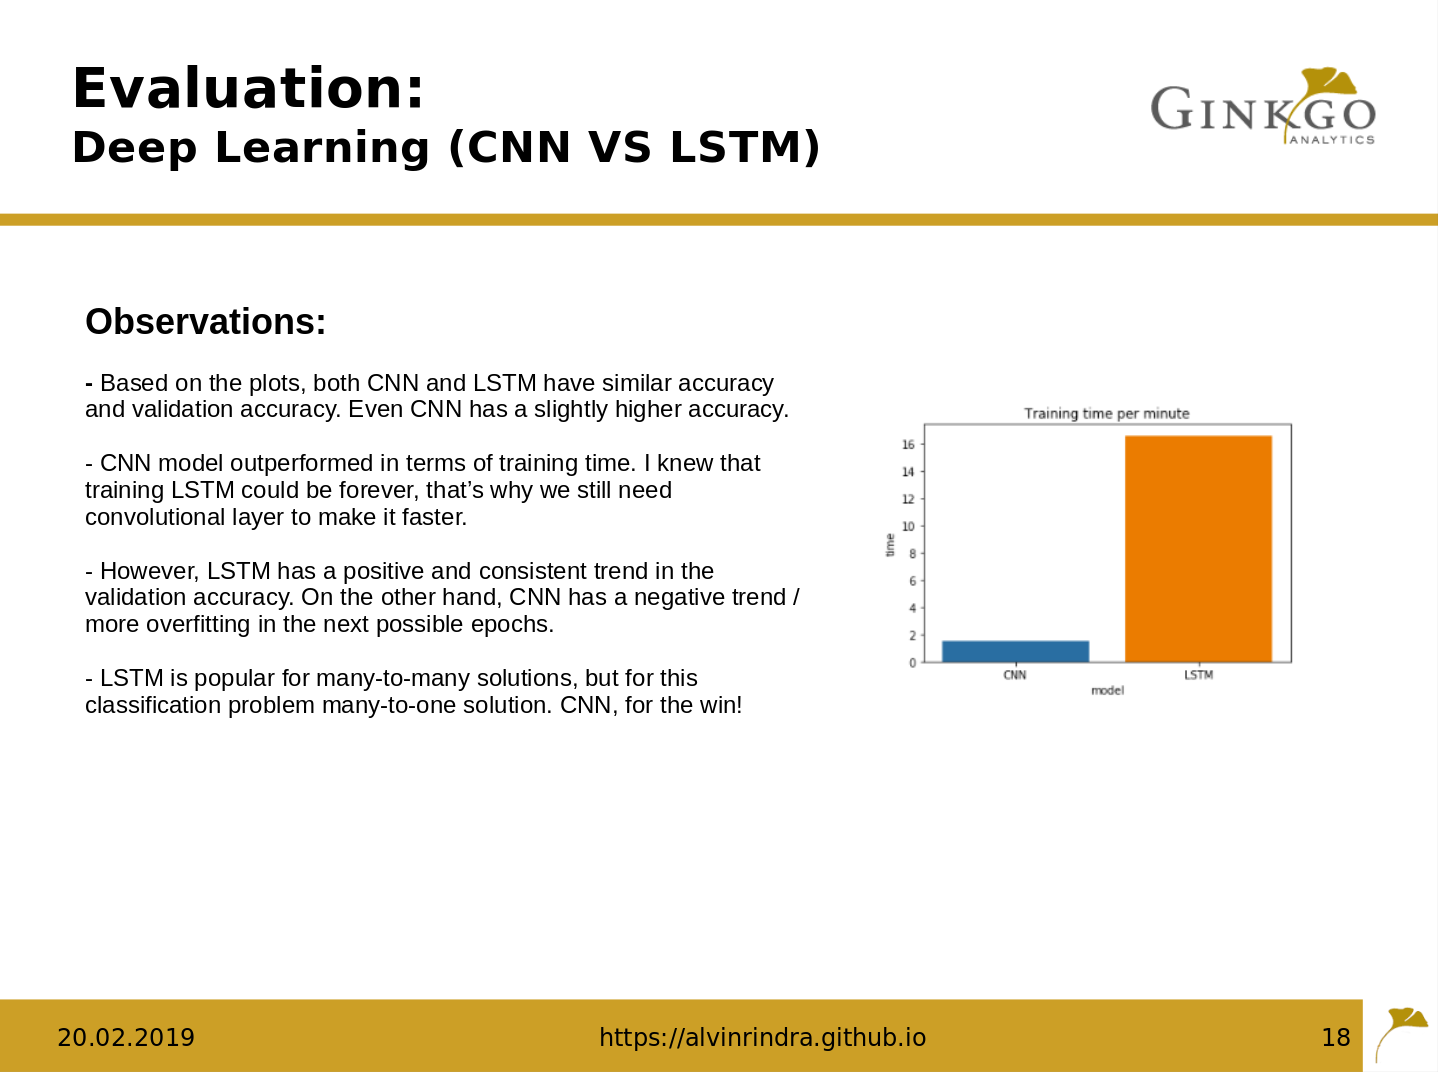 Evaluation:
Deep Learning (CNN VS LSTM)
GINKGO
ANALYTICS
Observations:
- Based on the plots, both CNN and LSTM have similar accuracy
and validation accuracy. Even CNN has a slightly higher accuracy.
- CNN model outperformed in terms of training time. I knew that
training LSTM could be forever, that’s why we still need
convolutional layer to make it faster.
- However, LSTM has a positive and consistent trend in the
validation accuracy. On the other hand, CNN has a negative trend /
more overfitting in the next possible epochs.
- LSTM is popular for many-to-many solutions, but for this
classification problem many-to-one solution. CNN, for the win!
Training time per minute
16
14
12
10
8
6
4
2
0
time
CNN LSTM
model
20.02.2019 https://alvinrindra.github.io 18